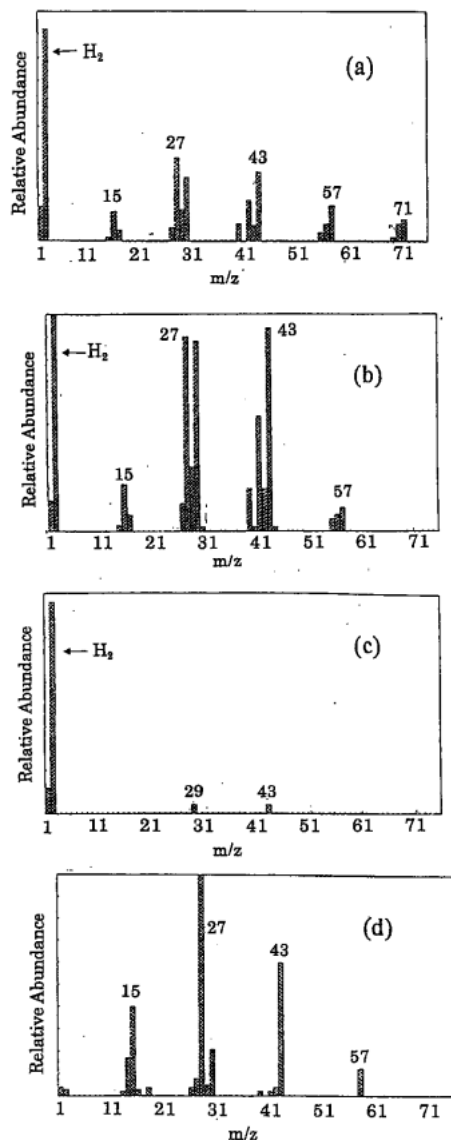 Relative Abundance
← H₂
(a)
15
27
43
57
71
1 11 21 31 41 51 61 71
m/z
Relative Abundance
← H₂
(b)
15
27
43
57
1 11 21 31 41 51 61 71
m/z
Relative Abundance
← H₂
(c)
29
43
1 11 21 31 41 51 61 71
m/z
Relative Abundance
(d)
15
27
43
57
1 11 21 31 41 51 61 71
m/z